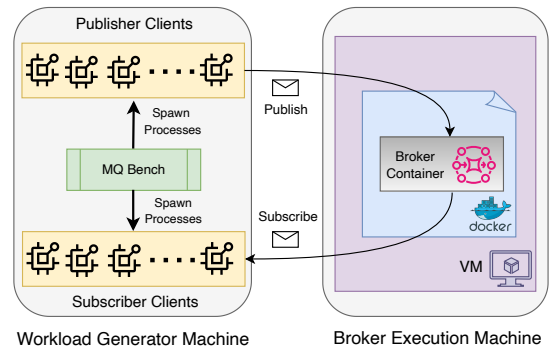 Publisher Clients
Spawn
Processes
MQ Bench
Spawn
Processes
Subscriber Clients
Workload Generator Machine
Publish
Subscribe
Broker
Container
docker
VM
Broker Execution Machine